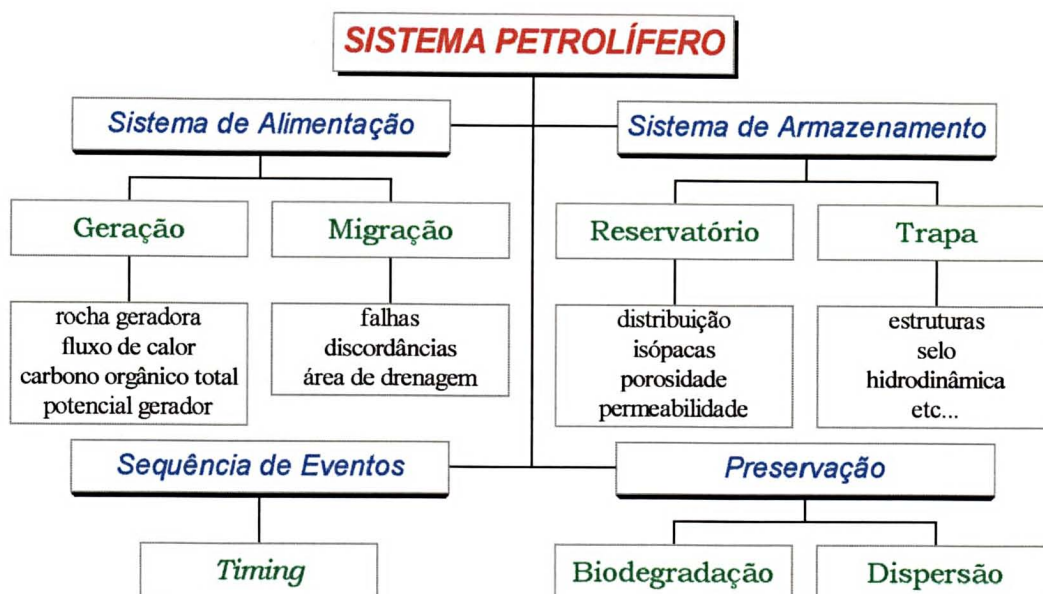 SISTEMA PETROLÍFERO
Sistema de Alimentação
Sistema de Armazenamento
Geração
Migração
Reservatório
Trapa
rocha geradora
fluxo de calor
carbono orgânico total
potencial gerador
falhas
discordâncias
área de drenagem
distribuição
isópacas
porosidade
permeabilidade
estruturas
selo
hidrodinâmica
etc...
Sequência de Eventos
Preservação
Timing
Biodegradação
Dispersão